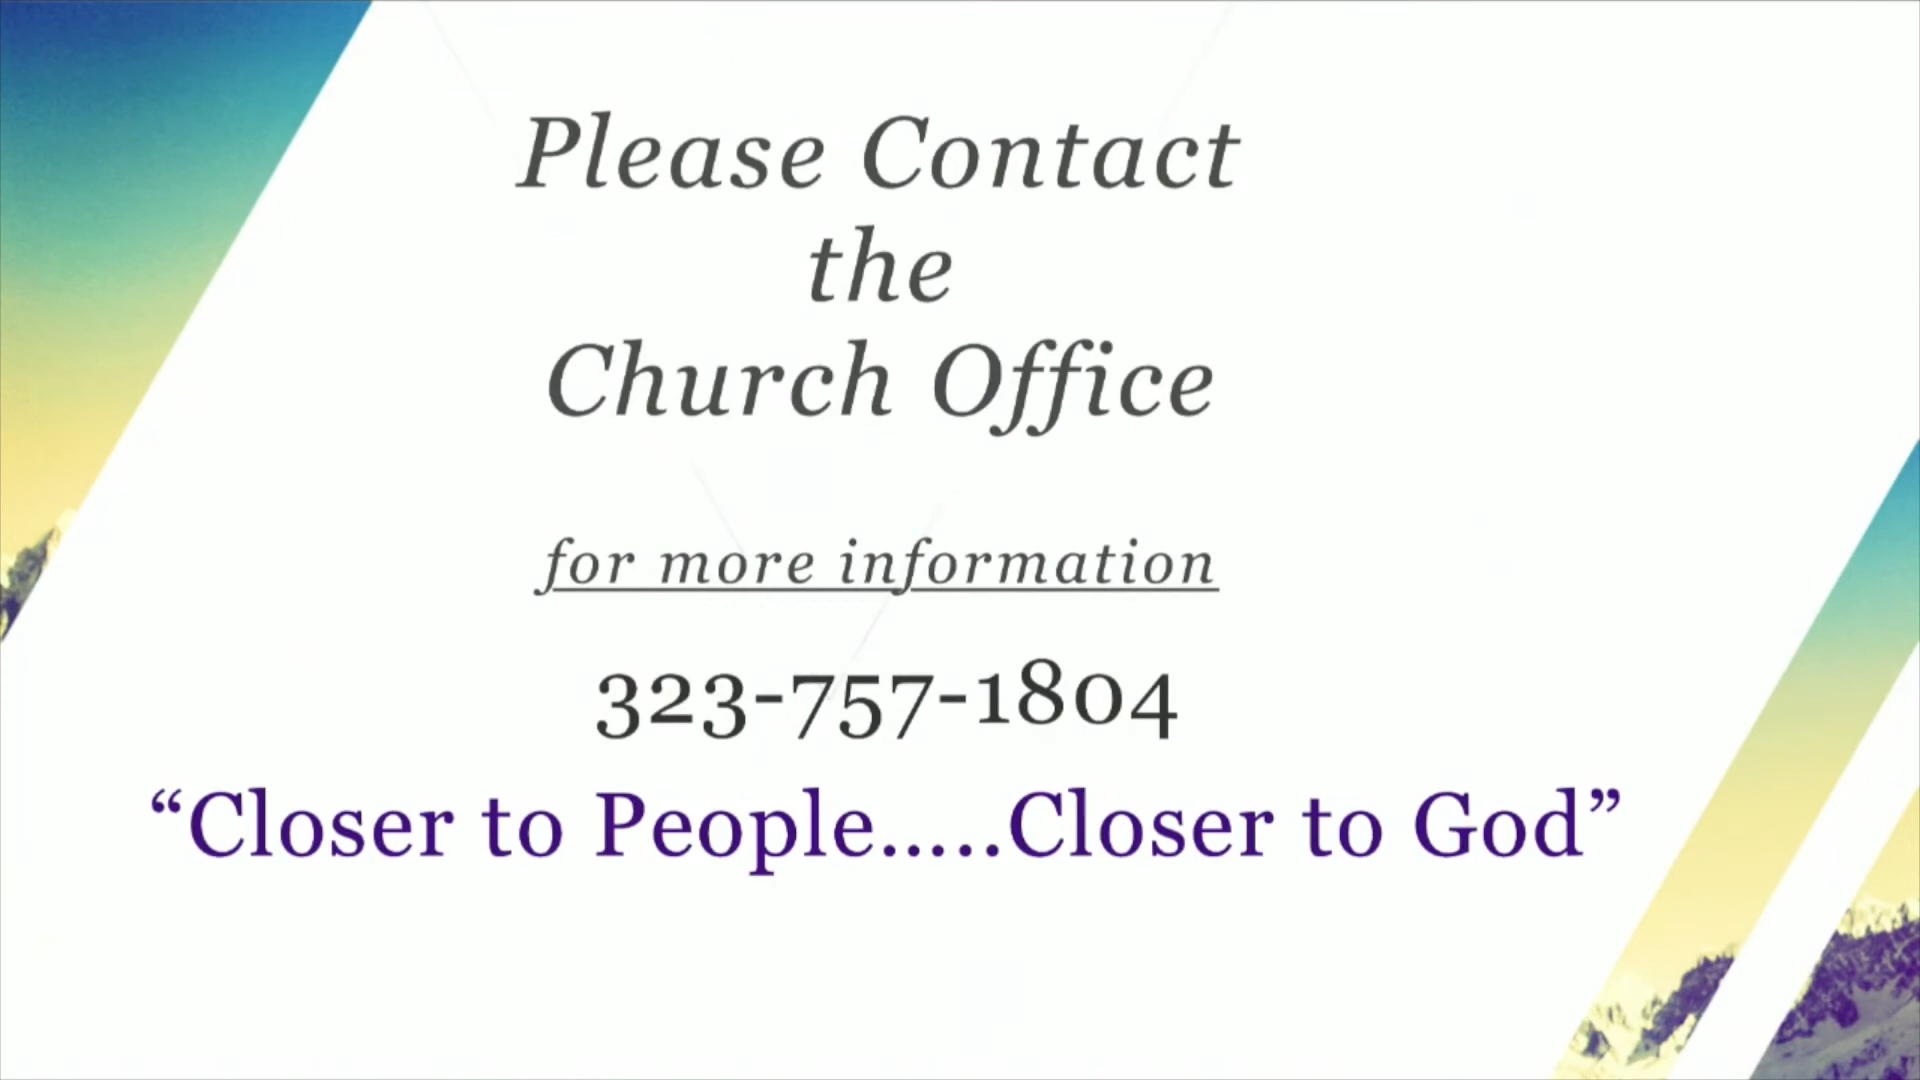 Please Contact
the
Church Office
for more information
323-757-1804
“Closer to People.....Closer to God”